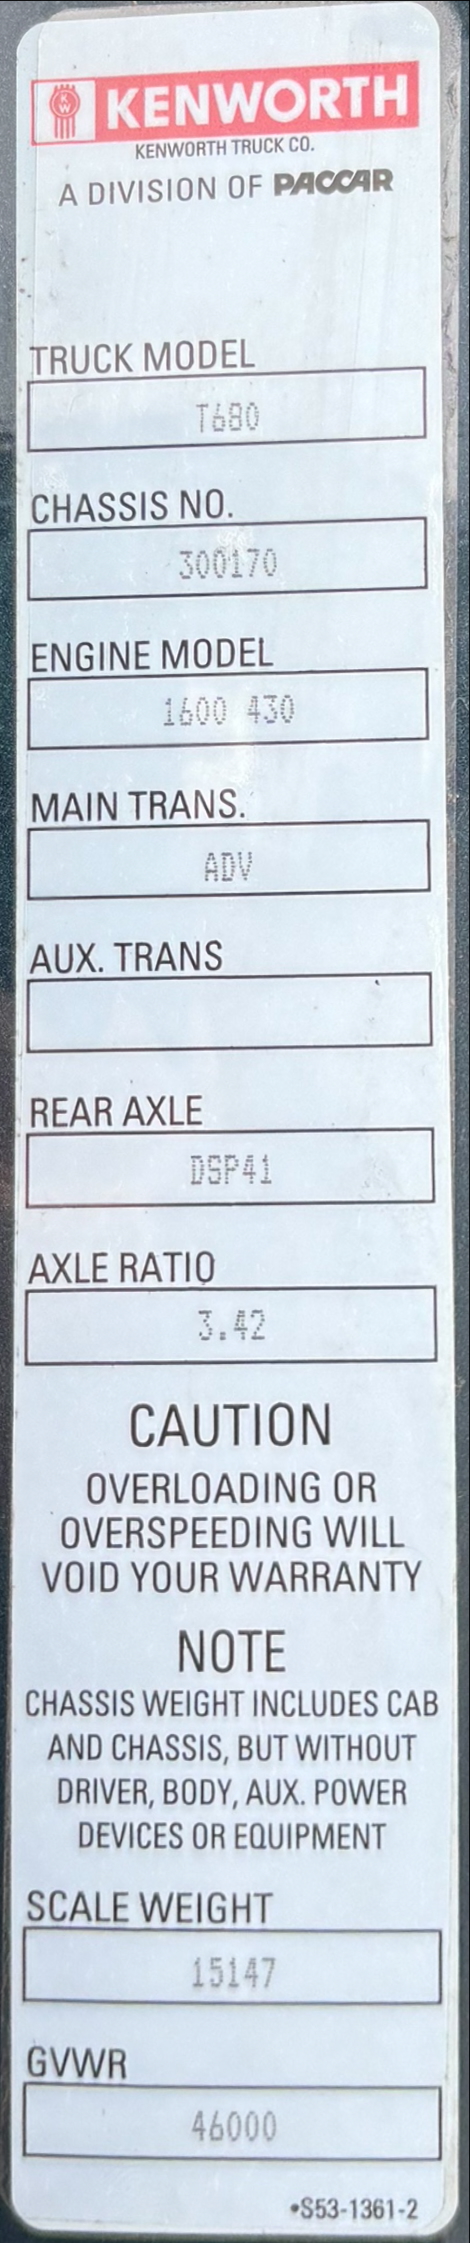 KW
KENWORTH
KENWORTH TRUCK CO.
A DIVISION OF PACCAR
TRUCK MODEL
T680
CHASSIS NO.
300170
ENGINE MODEL
1600 430
MAIN TRANS.
ADV
AUX. TRANS
REAR AXLE
DSP41
AXLE RATIO
3.42
CAUTION
OVERLOADING OR
OVERSPEEDING WILL
VOID YOUR WARRANTY
NOTE
CHASSIS WEIGHT INCLUDES CAB
AND CHASSIS, BUT WITHOUT
DRIVER, BODY, AUX. POWER
DEVICES OR EQUIPMENT
SCALE WEIGHT
15147
GVWR
46000
•S53-1361-2